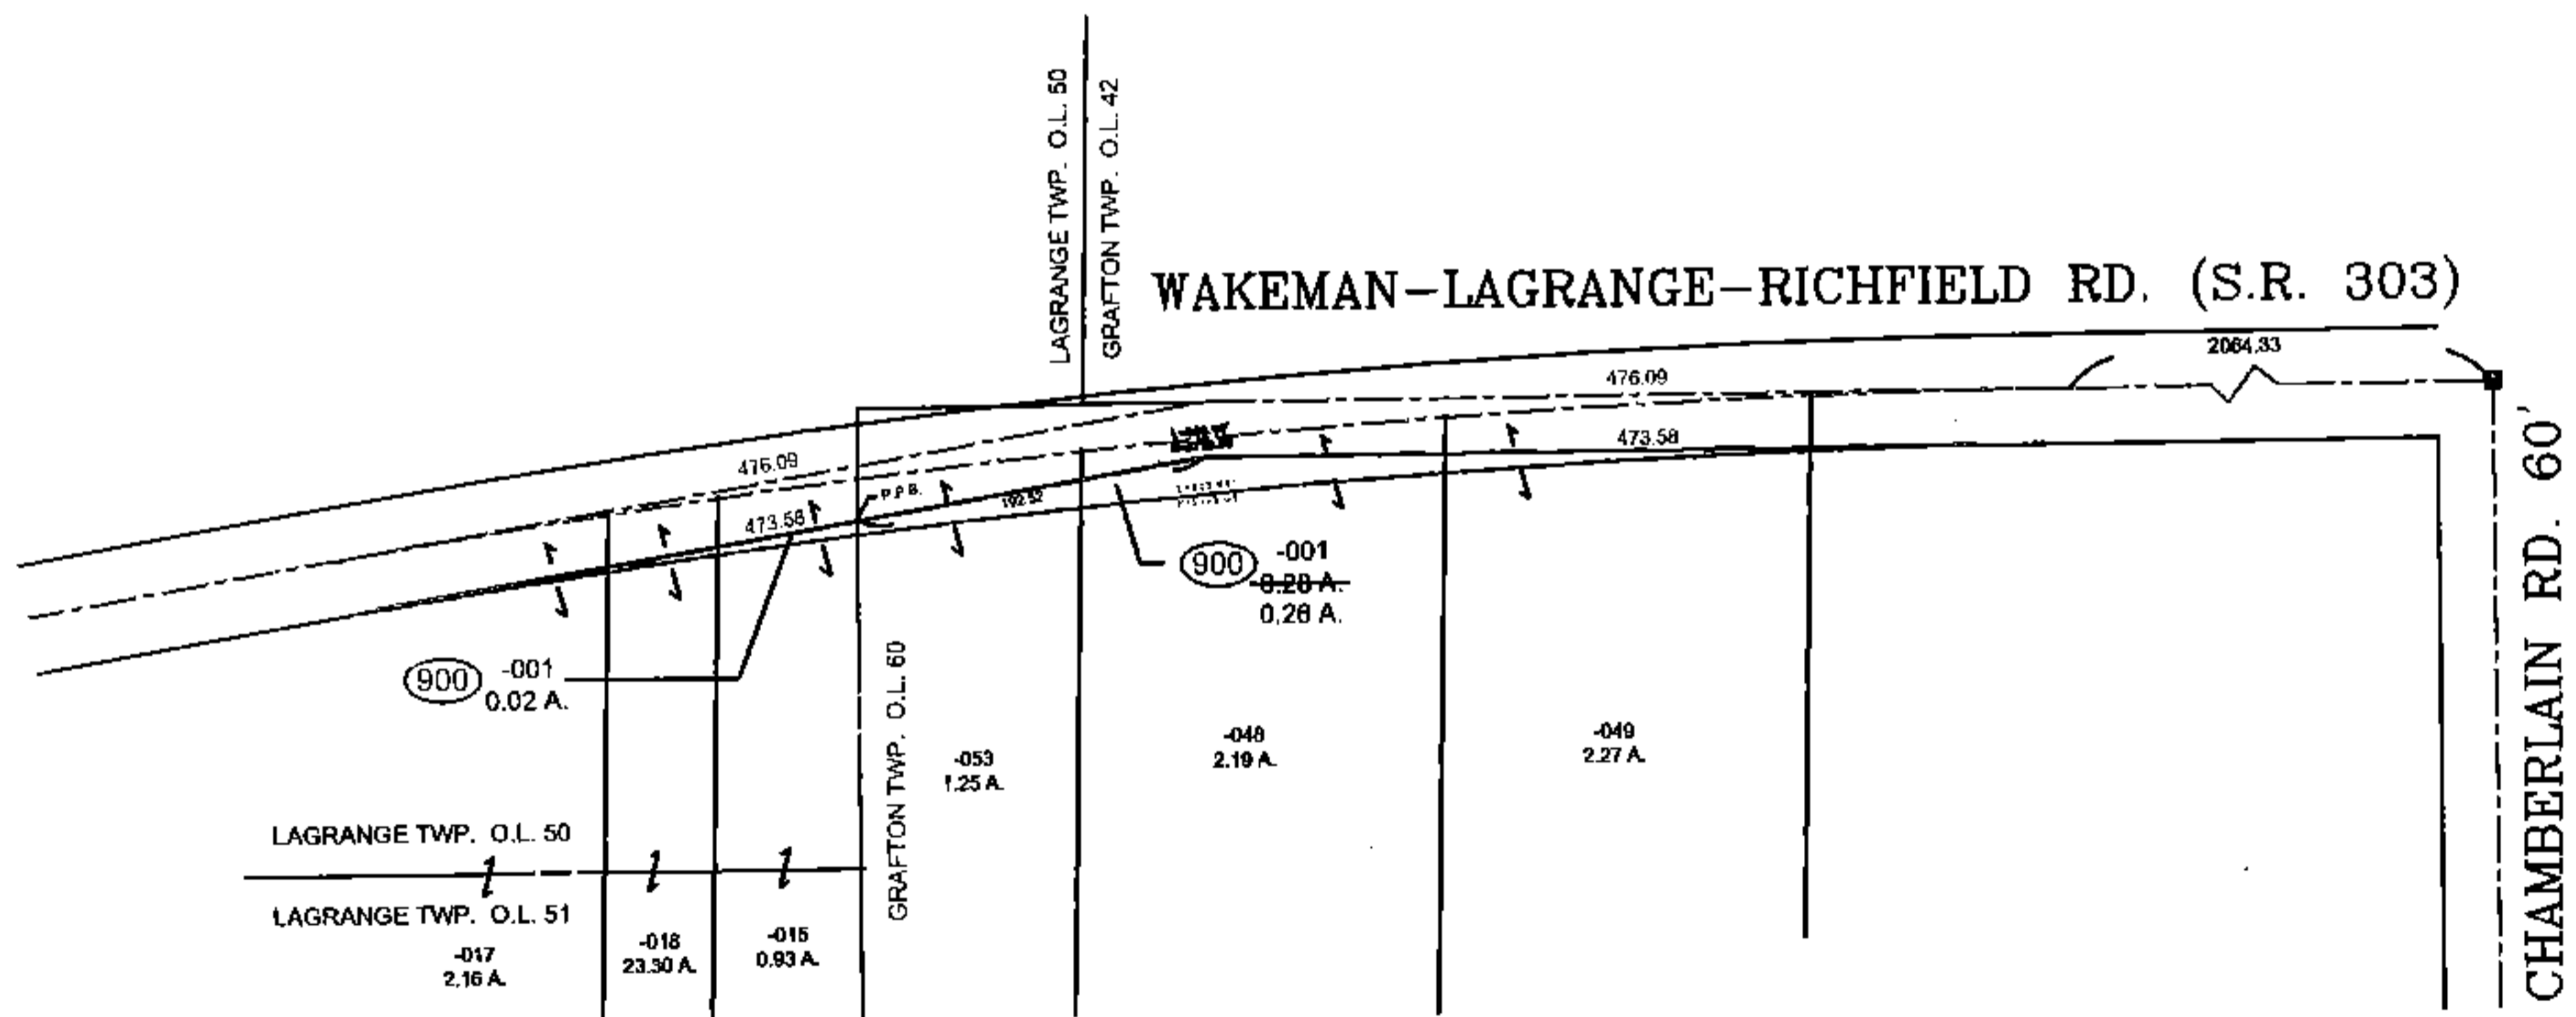 LAGRANGE TWP. O.L. 50
GRAFTON TWP. O.L. 42
WAKEMAN-LAGRANGE-RICHFIELD RD. (S.R. 303)
2064.33
476.09
473.58
476.09
P.P.B.
192.52
473.58
900 -001
0.28 A.
0.26 A.
900 -001
0.02 A.
GRAFTON TWP. O.L. 60
CHAMBERLAIN RD. 60'
-053
1.25 A.
-048
2.19 A.
-049
2.27 A.
LAGRANGE TWP. O.L. 50
LAGRANGE TWP. O.L. 51
-017
2.16 A.
-018
23.30 A.
-015
0.93 A.